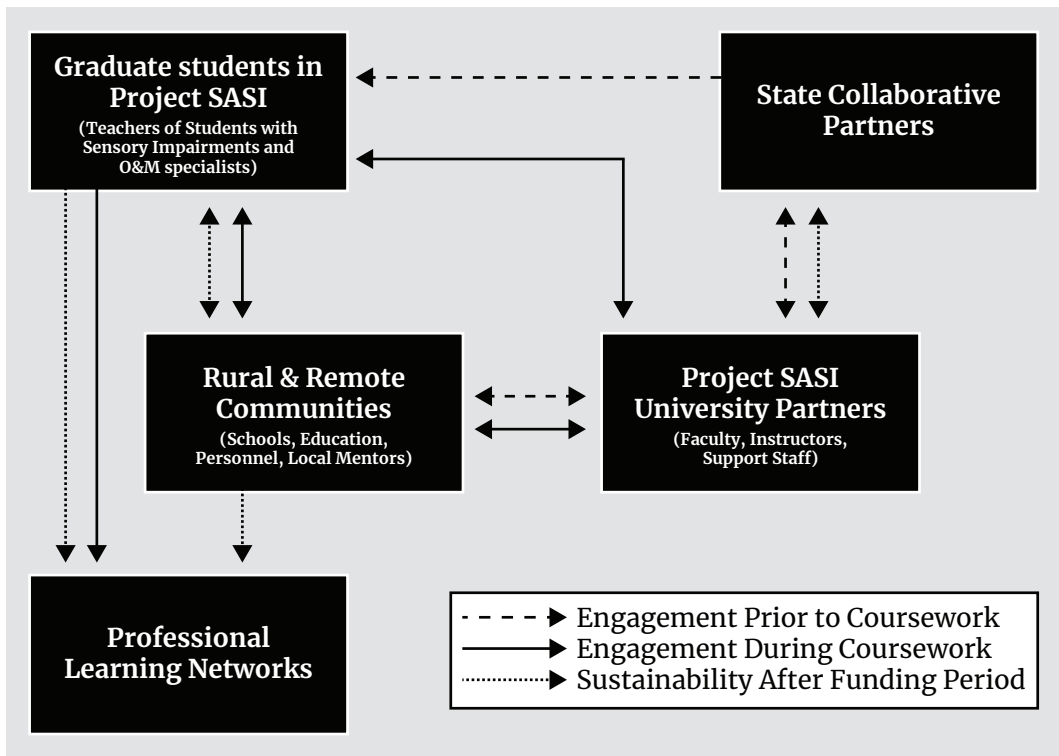 Graduate students in
Project SASI
(Teachers of Students with
Sensory Impairments and
O&M specialists)
State Collaborative
Partners
Rural & Remote
Communities
(Schools, Education,
Personnel, Local Mentors)
Project SASI
University Partners
(Faculty, Instructors,
Support Staff)
Professional
Learning Networks
Engagement Prior to Coursework
Engagement During Coursework
Sustainability After Funding Period